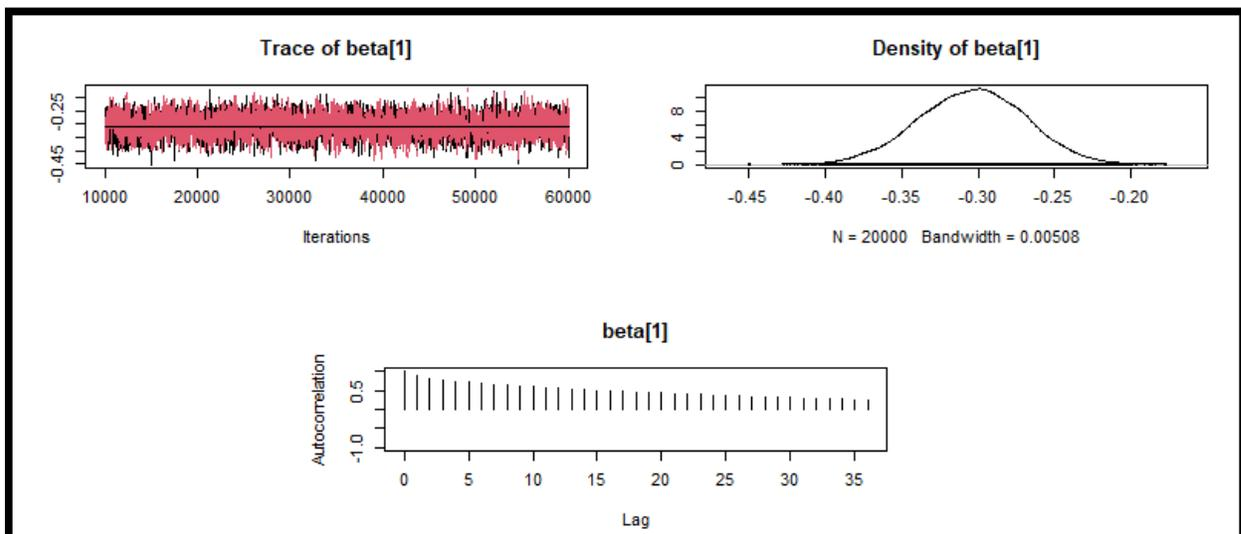 Trace of beta[1]
-0.25
-0.45
10000 20000 30000 40000 50000 60000
Iterations
Density of beta[1]
8
4
0
-0.45 -0.40 -0.35 -0.30 -0.25 -0.20
N = 20000 Bandwidth = 0.00508
beta[1]
Autocorrelation
0.5
-1.0
0 5 10 15 20 25 30 35
Lag